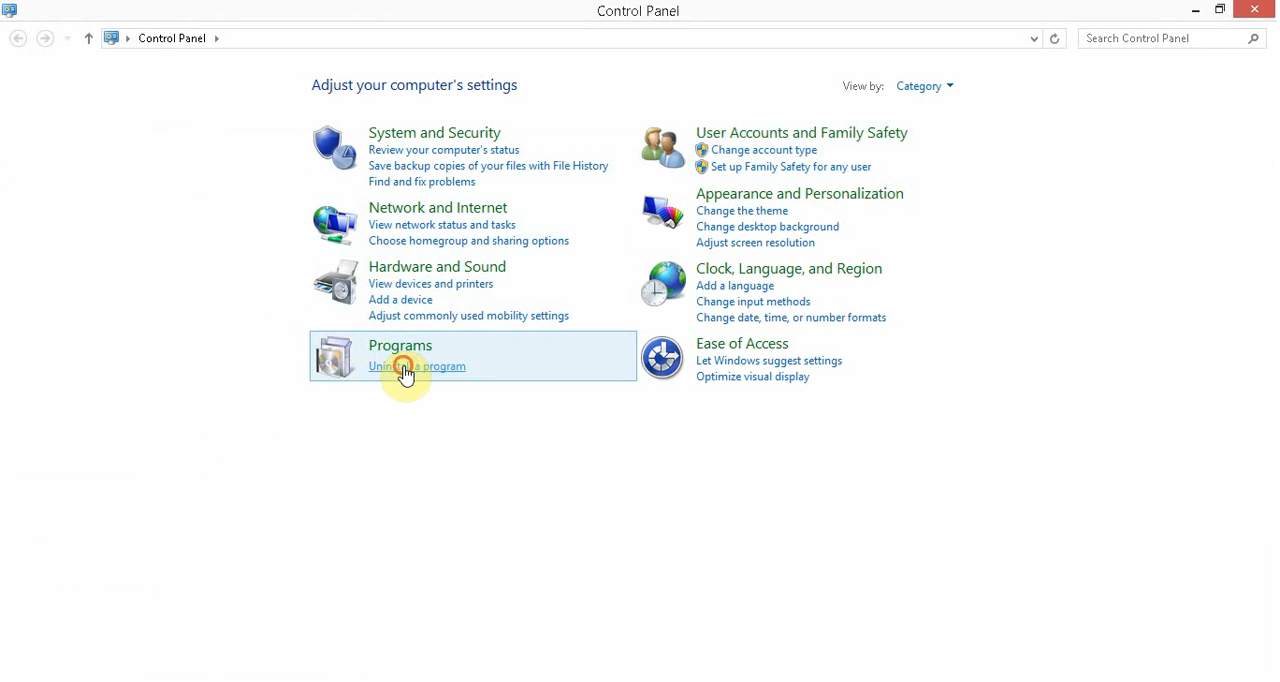 Control Panel
Control Panel
Search Control Panel
Adjust your computer's settings
View by: Category
System and Security
Review your computer's status
Save backup copies of your files with File History
Find and fix problems
Network and Internet
View network status and tasks
Choose homegroup and sharing options
Hardware and Sound
View devices and printers
Add a device
Adjust commonly used mobility settings
Programs
Uninstall a program
User Accounts and Family Safety
Change account type
Set up Family Safety for any user
Appearance and Personalization
Change the theme
Change desktop background
Adjust screen resolution
Clock, Language, and Region
Add a language
Change input methods
Change date, time, or number formats
Ease of Access
Let Windows suggest settings
Optimize visual display